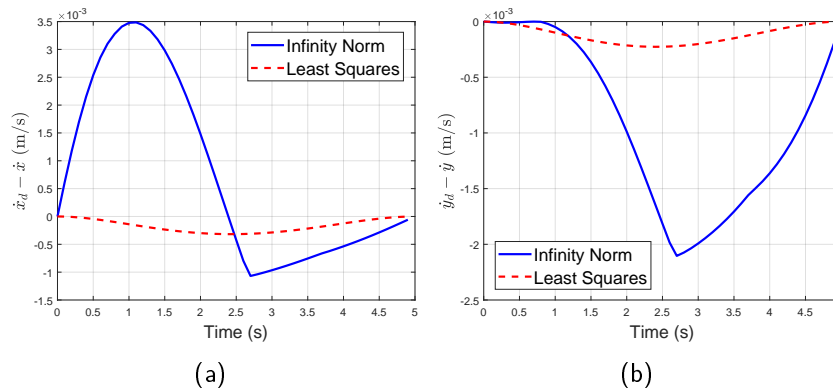 ×10⁻³
3.5
3
2.5
2
1.5
1
0.5
0
-0.5
-1
-1.5
ẋd − ẋ (m/s)
Infinity Norm
Least Squares
0 0.5 1 1.5 2 2.5 3 3.5 4 4.5 5
Time (s)
(a)
×10⁻³
0
-0.5
-1
-1.5
-2
-2.5
ẏd − ẏ (m/s)
Infinity Norm
Least Squares
0 0.5 1 1.5 2 2.5 3 3.5 4 4.5
Time (s)
(b)